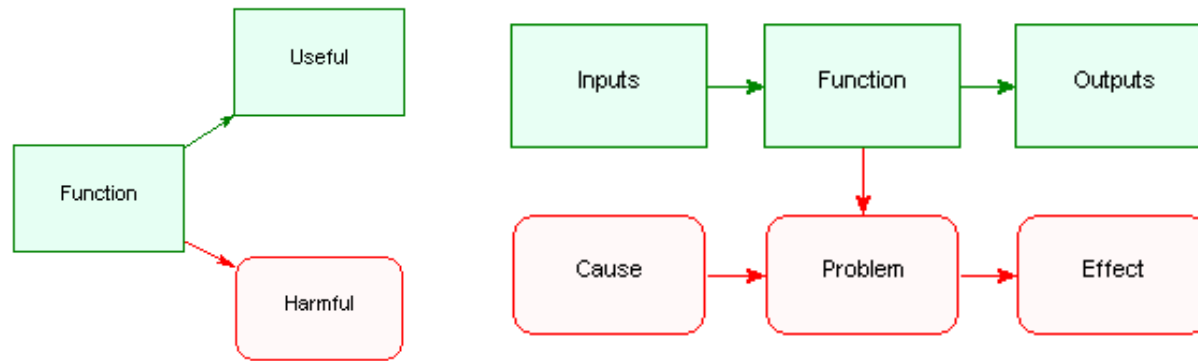 Useful
Function
Harmful
Inputs
Function
Outputs
Cause
Problem
Effect